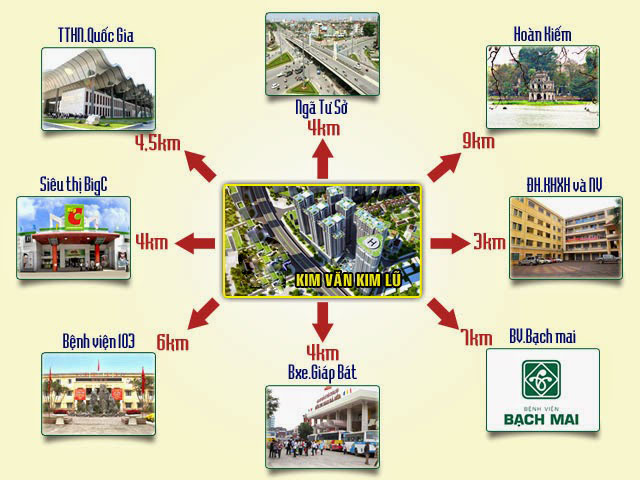 TTHN.Quốc Gia
Ngã Tư Sở
Hoàn Kiếm
4,5km
4km
9km
Siêu thị BigC
4km
KIM VĂN KIM LŨ
3km
ĐH.KHXH và NV
Bệnh viện 103
6km
4km
Bxe.Giáp Bát
7km
BV.Bạch mai
BỆNH VIỆN
BẠCH MAI